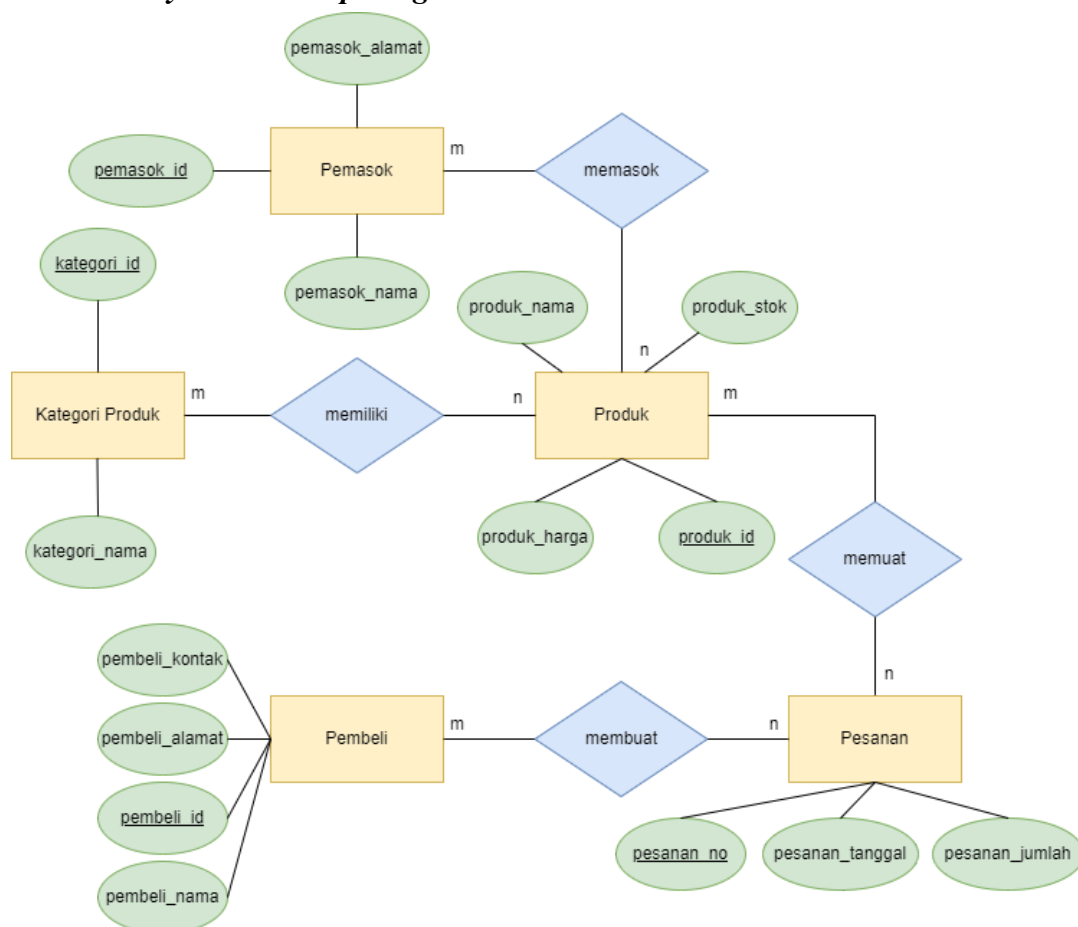 pemasok_alamat
m
pemasok_id
Pemasok
memasok
kategori_id
pemasok_nama
produk_nama
produk_stok
n
m
n
m
Kategori Produk
memiliki
Produk
kategori_nama
produk_harga
produk_id
memuat
pembeli_kontak
n
m
n
pembeli_alamat
Pembeli
membuat
Pesanan
pembeli_id
pesanan_no
pesanan_tanggal
pesanan_jumlah
pembeli_nama